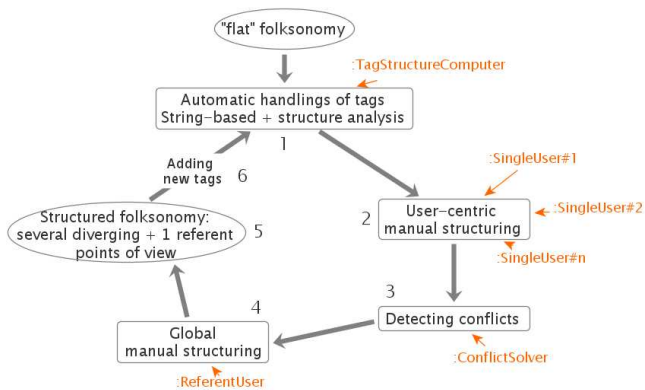 "flat" folksonomy
:TagStructureComputer
Automatic handlings of tags
String-based + structure analysis
1
:SingleUser#1
Adding
new tags
6
:SingleUser#2
2
User-centric
manual structuring
Structured folksonomy:
several diverging + 1 referent
points of view
5
:SingleUser#n
3
4
Detecting conflicts
Global
manual structuring
:ConflictSolver
:ReferentUser